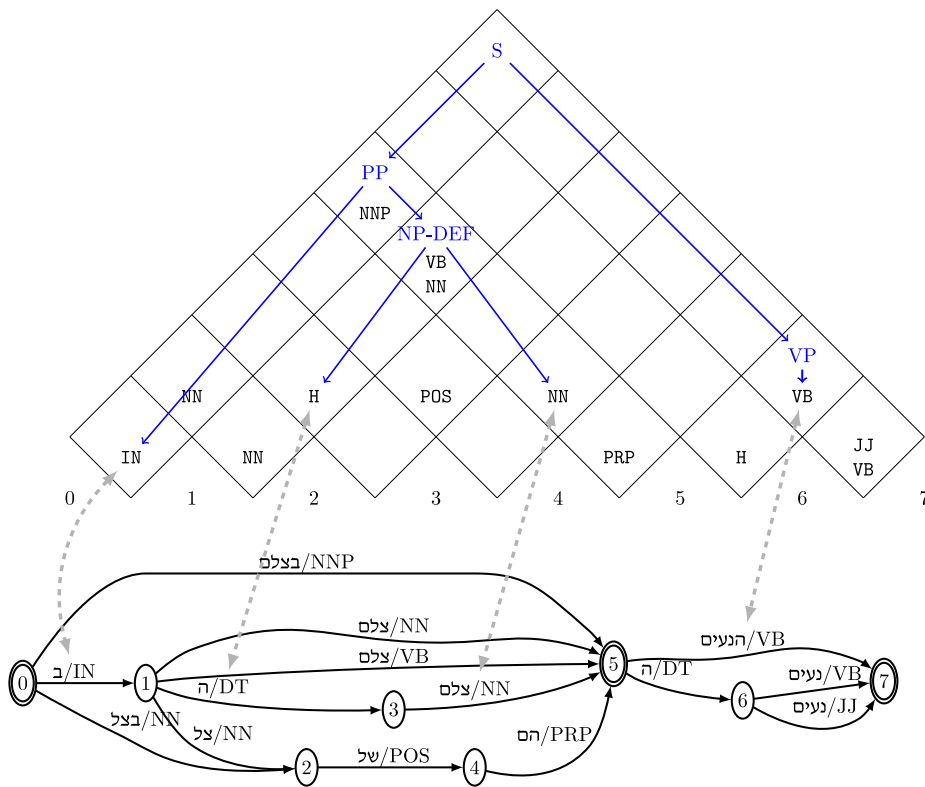 S
PP
NNP
NP-DEF
VB
NN
VP
NN H POS NN VB
IN NN PRP H JJ
VB
0 1 2 3 4 5 6 7
בצלם/NNP
צלם/NN
הנעים/VB
ב/IN צלם/VB ה/DT נעים/VB
0 1 ה/DT צלם/NN 5 6 7
בצל/NN צל/NN 3 נעים/JJ
הם/PRP
2 של/POS 4